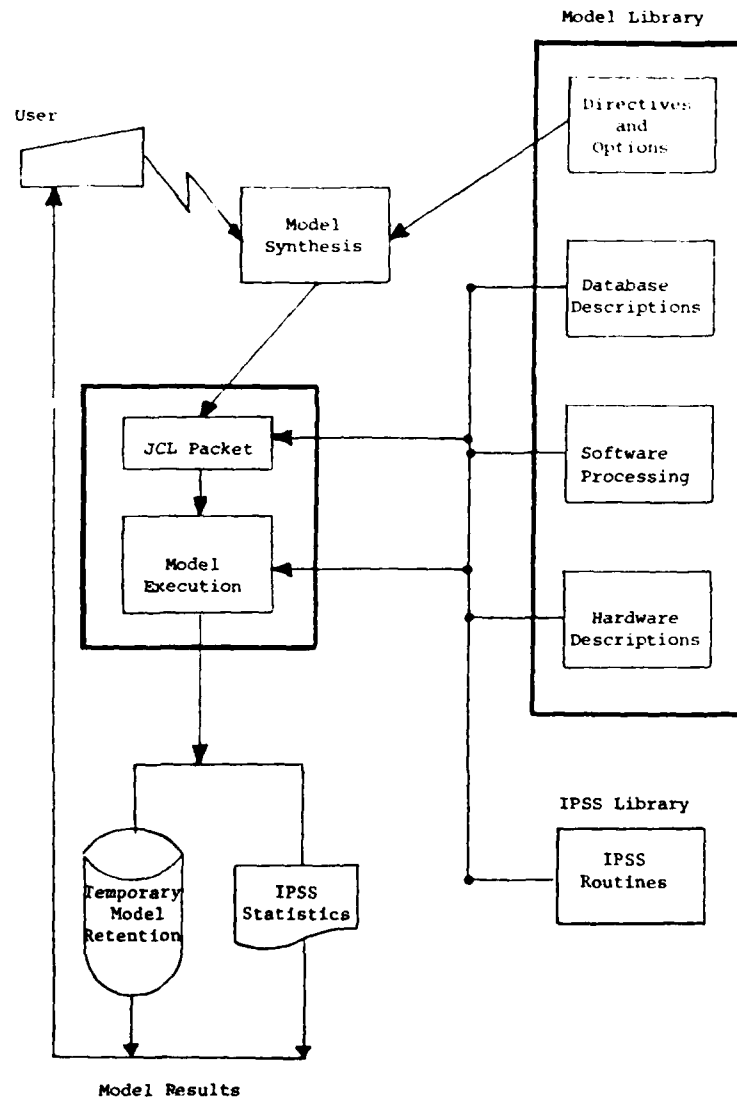 Model Library
User
Directives
and
Options
Model
Synthesis
Database
Descriptions
JCL Packet
Software
Processing
Model
Execution
Hardware
Descriptions
IPSS Library
IPSS
Routines
Temporary
Model
Retention
IPSS
Statistics
Model Results